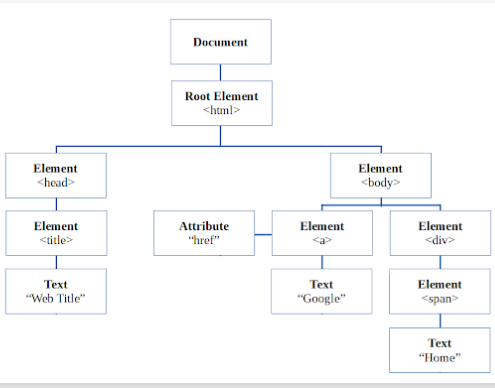 Document
Root Element
<html>
Element
<head>
Element
<body>
Element
<title>
Attribute
“href”
Element
<a>
Element
<div>
Text
“Web Title”
Text
“Google”
Element
<span>
Text
“Home”